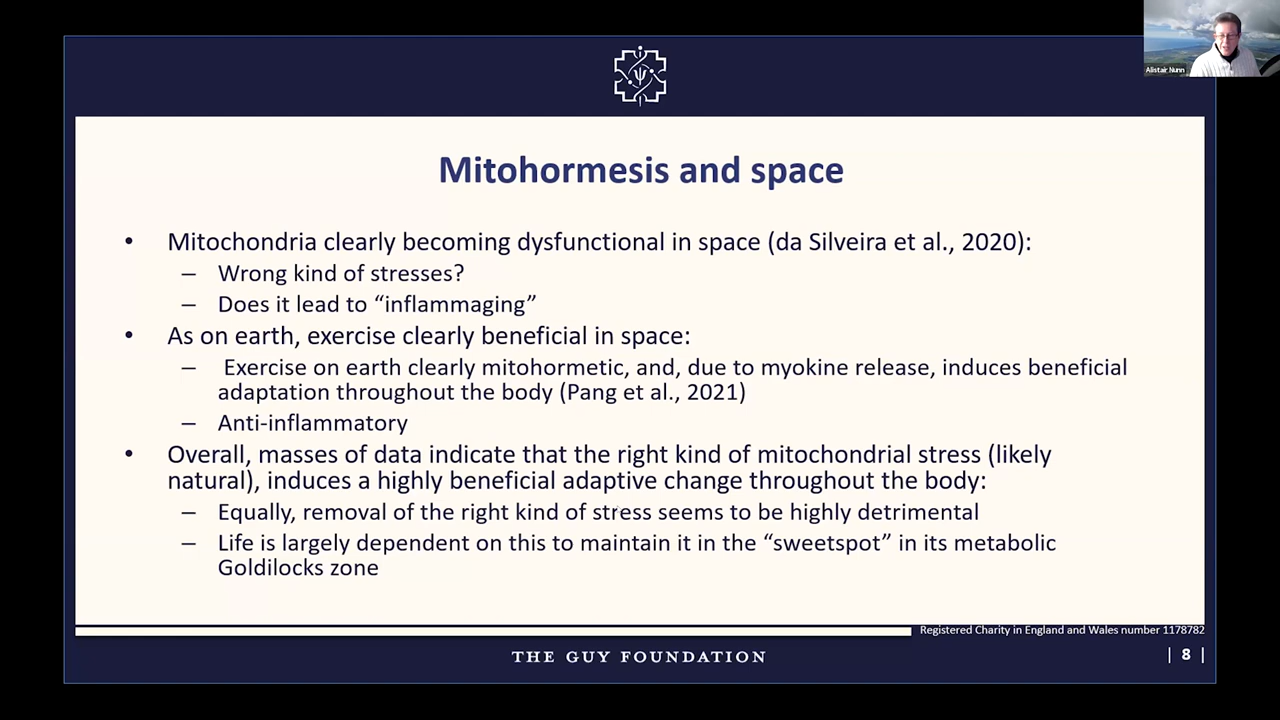 Alistair Nunn
Mitohormesis and space
• Mitochondria clearly becoming dysfunctional in space (da Silveira et al., 2020):
– Wrong kind of stresses?
– Does it lead to “inflammaging”
• As on earth, exercise clearly beneficial in space:
– Exercise on earth clearly mitohormetic, and, due to myokine release, induces beneficial
adaptation throughout the body (Pang et al., 2021)
– Anti-inflammatory
• Overall, masses of data indicate that the right kind of mitochondrial stress (likely
natural), induces a highly beneficial adaptive change throughout the body:
– Equally, removal of the right kind of stress seems to be highly detrimental
– Life is largely dependent on this to maintain it in the “sweetspot” in its metabolic
Goldilocks zone
Registered Charity in England and Wales number 1178782
THE GUY FOUNDATION
| 8 |